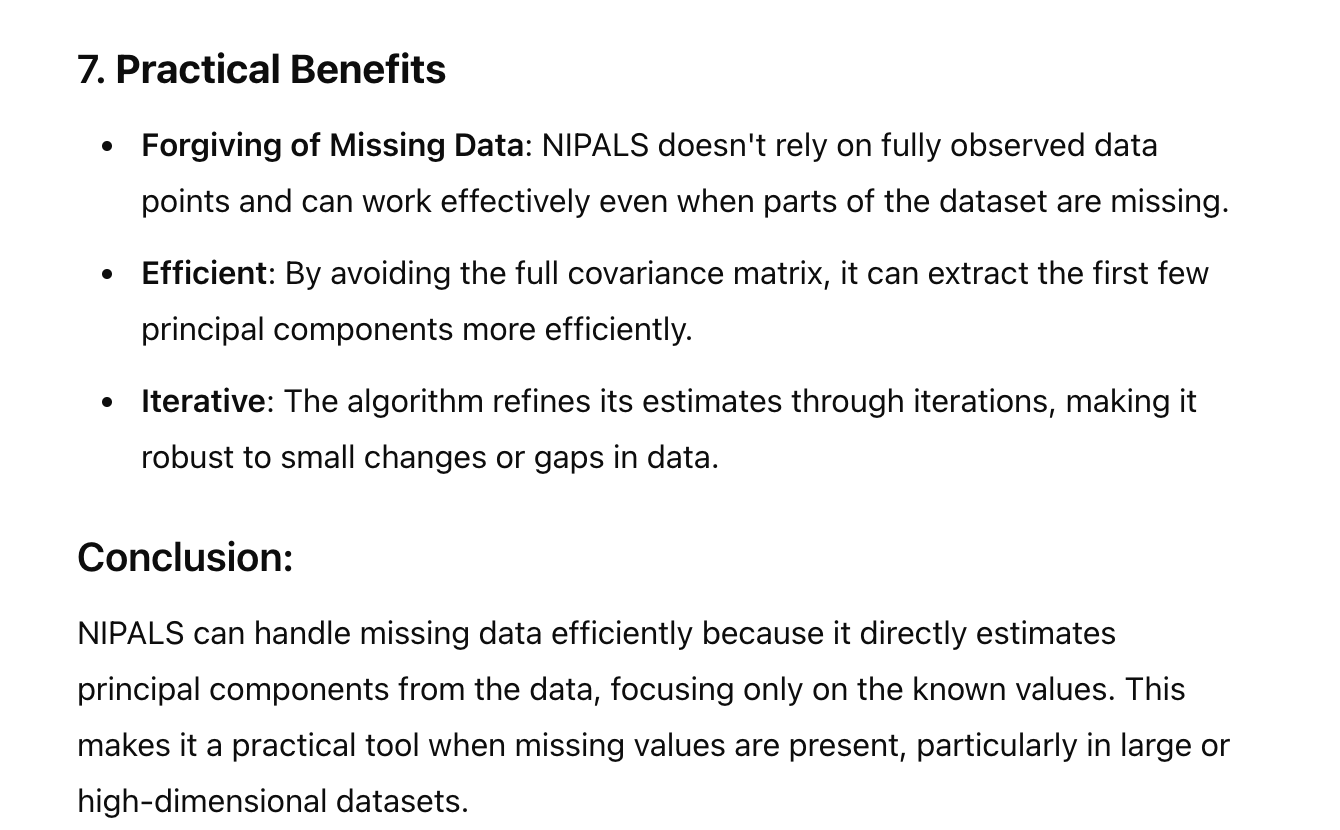 7. Practical Benefits
• Forgiving of Missing Data: NIPALS doesn't rely on fully observed data
points and can work effectively even when parts of the dataset are missing.
• Efficient: By avoiding the full covariance matrix, it can extract the first few
principal components more efficiently.
• Iterative: The algorithm refines its estimates through iterations, making it
robust to small changes or gaps in data.
Conclusion:
NIPALS can handle missing data efficiently because it directly estimates
principal components from the data, focusing only on the known values. This
makes it a practical tool when missing values are present, particularly in large or
high-dimensional datasets.